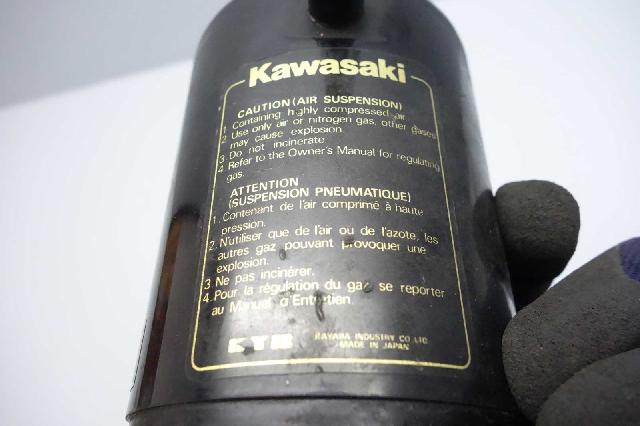 Kawasaki
CAUTION (AIR SUSPENSION)
1. Containing highly compressed air
2. Use only air or nitrogen gas, other gases
may cause explosion.
3. Do not incinerate
4. Refer to the Owner's Manual for regulating
gas.
ATTENTION
(SUSPENSION PNEUMATIQUE)
1. Contenant de l'air comprimé à haute
pression.
2. N'utiliser que de l'air ou de l'azote, les
autres gaz pouvant provoquer une
explosion.
3. Ne pas incinérer.
4. Pour la régulation du gaz se reporter
au Manuel d'Entretien.
KAYABA INDUSTRY CO. LTD
MADE IN JAPAN